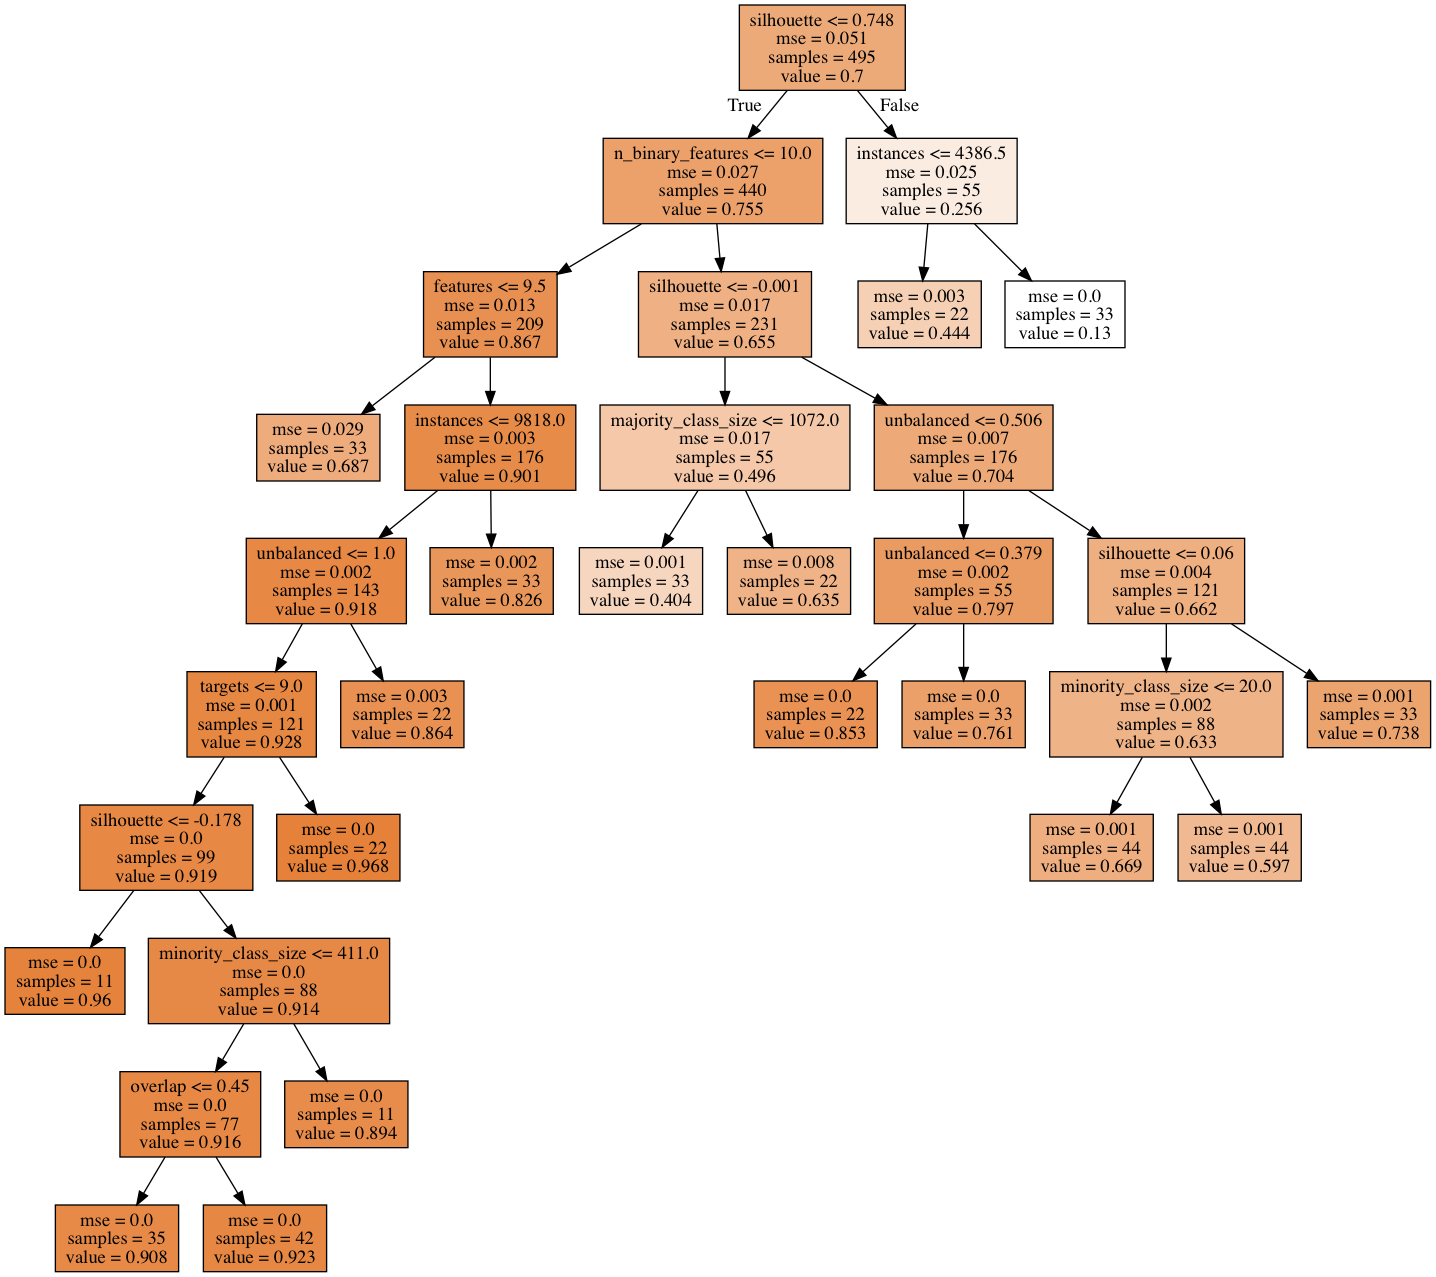 silhouette <= 0.748
mse = 0.051
samples = 495
value = 0.7
True
False
n_binary_features <= 10.0
mse = 0.027
samples = 440
value = 0.755
instances <= 4386.5
mse = 0.025
samples = 55
value = 0.256
features <= 9.5
mse = 0.013
samples = 209
value = 0.867
silhouette <= -0.001
mse = 0.017
samples = 231
value = 0.655
mse = 0.003
samples = 22
value = 0.444
mse = 0.0
samples = 33
value = 0.13
mse = 0.029
samples = 33
value = 0.687
instances <= 9818.0
mse = 0.003
samples = 176
value = 0.901
majority_class_size <= 1072.0
mse = 0.017
samples = 55
value = 0.496
unbalanced <= 0.506
mse = 0.007
samples = 176
value = 0.704
unbalanced <= 1.0
mse = 0.002
samples = 143
value = 0.918
mse = 0.002
samples = 33
value = 0.826
mse = 0.001
samples = 33
value = 0.404
mse = 0.008
samples = 22
value = 0.635
unbalanced <= 0.379
mse = 0.002
samples = 55
value = 0.797
silhouette <= 0.06
mse = 0.004
samples = 121
value = 0.662
targets <= 9.0
mse = 0.001
samples = 121
value = 0.928
mse = 0.003
samples = 22
value = 0.864
mse = 0.0
samples = 22
value = 0.853
mse = 0.0
samples = 33
value = 0.761
minority_class_size <= 20.0
mse = 0.002
samples = 88
value = 0.633
mse = 0.001
samples = 33
value = 0.738
silhouette <= -0.178
mse = 0.0
samples = 99
value = 0.919
mse = 0.0
samples = 22
value = 0.968
mse = 0.001
samples = 44
value = 0.669
mse = 0.001
samples = 44
value = 0.597
mse = 0.0
samples = 11
value = 0.96
minority_class_size <= 411.0
mse = 0.0
samples = 88
value = 0.914
overlap <= 0.45
mse = 0.0
samples = 77
value = 0.916
mse = 0.0
samples = 11
value = 0.894
mse = 0.0
samples = 35
value = 0.908
mse = 0.0
samples = 42
value = 0.923